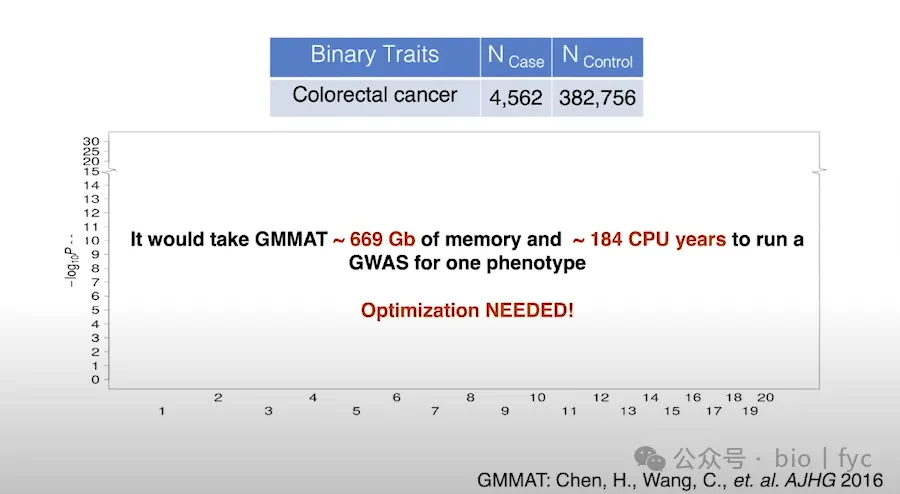 Binary Traits N Case N Control
Colorectal cancer 4,562 382,756
30
25
20
15
14
13
12
11
10
9
8
7
6
5
4
3
2
1
0
−log10P
It would take GMMAT ~ 669 Gb of memory and ~ 184 CPU years to run a
GWAS for one phenotype
Optimization NEEDED!
2 4 6 8 10 12 14 16 18 20
1 3 5 7 9 11 13 15 17 19
公众号 · bio | fyc
GMMAT: Chen, H., Wang, C., et. al. AJHG 2016